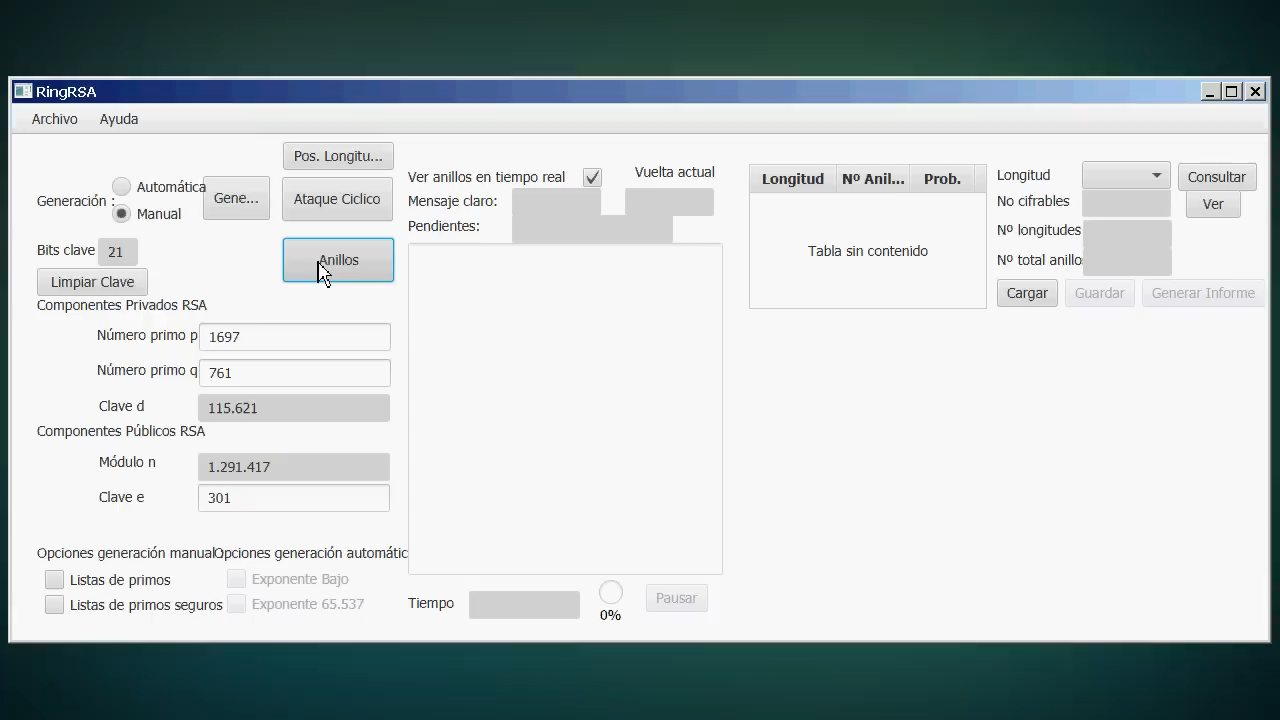 RingRSA
Archivo Ayuda
Generación :
Automática
Manual
Gene...
Pos. Longitu...
Ataque Ciclico
Bits clave 21
Limpiar Clave
Anillos
Componentes Privados RSA
Número primo p 1697
Número primo q 761
Clave d 115.621
Componentes Públicos RSA
Módulo n 1.291.417
Clave e 301
Opciones generación manual
Listas de primos
Listas de primos seguros
Opciones generación automátic
Exponente Bajo
Exponente 65.537
Ver anillos en tiempo real
Vuelta actual
Mensaje claro:
Pendientes:
Tiempo
0%
Pausar
Longitud Nº Anil... Prob.
Tabla sin contenido
Longitud
Consultar
No cifrables
Ver
Nº longitudes
Nº total anillo
Cargar Guardar Generar Informe